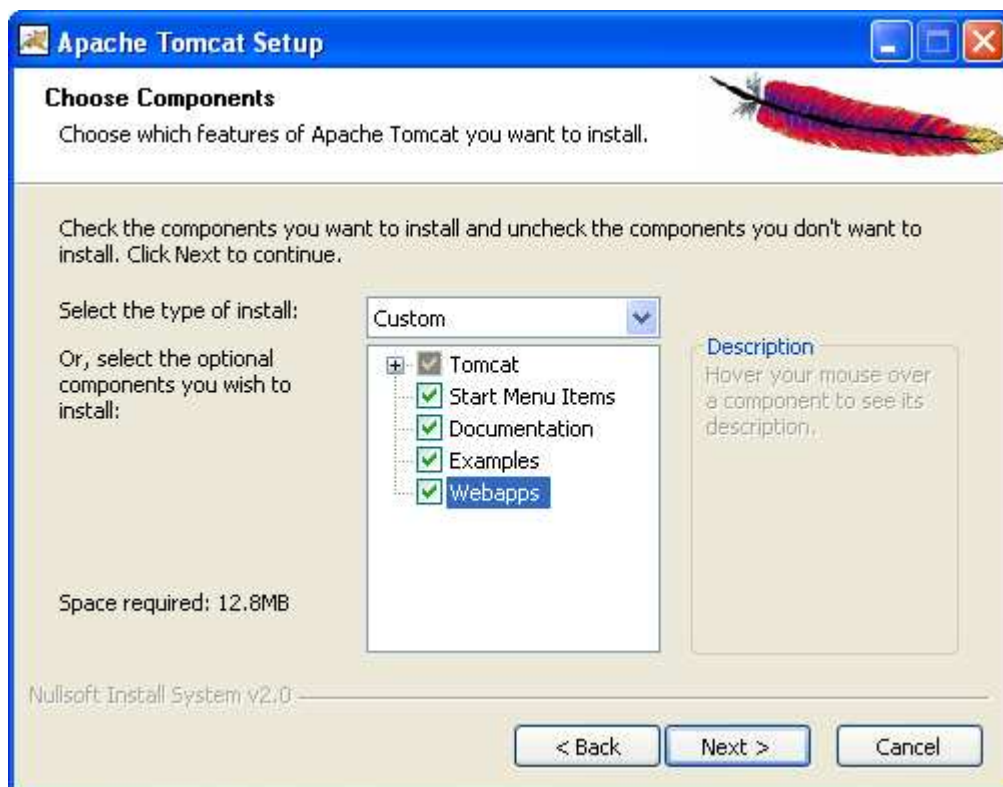 Apache Tomcat Setup
Choose Components
Choose which features of Apache Tomcat you want to install.
Check the components you want to install and uncheck the components you don't want to
install. Click Next to continue.
Select the type of install:
Custom
Or, select the optional
components you wish to
install:
Tomcat
Start Menu Items
Documentation
Examples
Webapps
Description
Hover your mouse over
a component to see its
description.
Space required: 12.8MB
Nullsoft Install System v2.0
< Back
Next >
Cancel